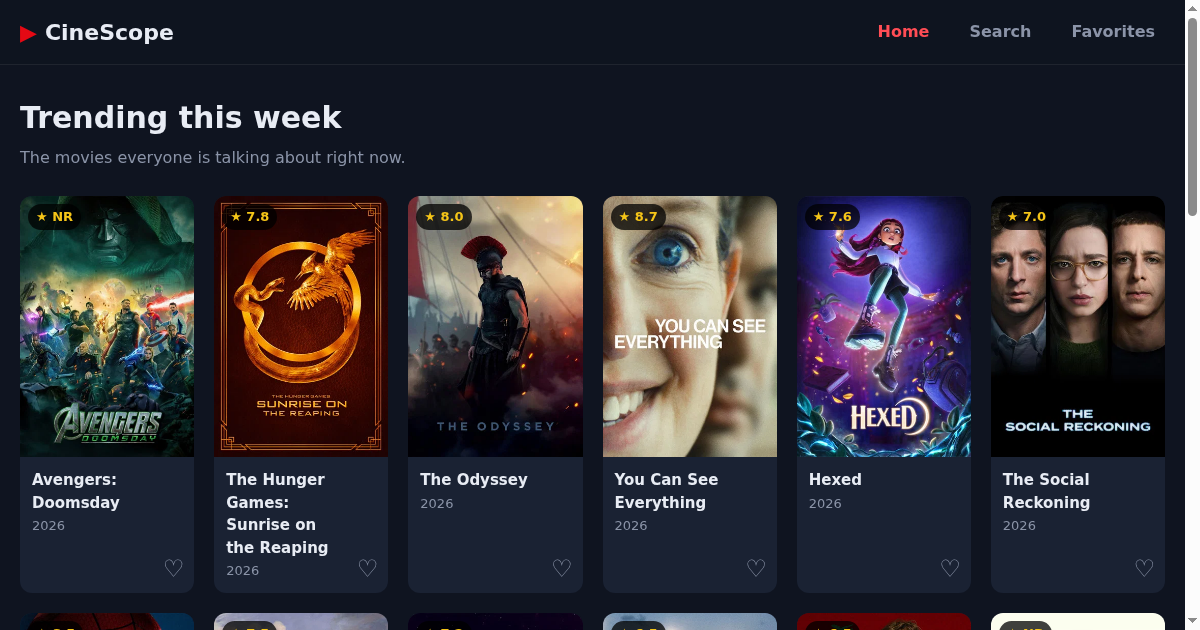 ▶ CineScope
Home Search Favorites
Trending this week
The movies everyone is talking about right now.
★ NR
AVENGERS
DOOMSDAY
Avengers:
Doomsday
2026
♡
★ 7.8
THE HUNGER GAMES
SUNRISE ON
THE REAPING
The Hunger
Games:
Sunrise on
the Reaping
2026
♡
★ 8.0
THE ODYSSEY
The Odyssey
2026
♡
★ 8.7
YOU CAN SEE
EVERYTHING
You Can See
Everything
2026
♡
★ 7.6
HEXED
Hexed
2026
♡
★ 7.0
THE
SOCIAL RECKONING
The Social
Reckoning
2026
♡